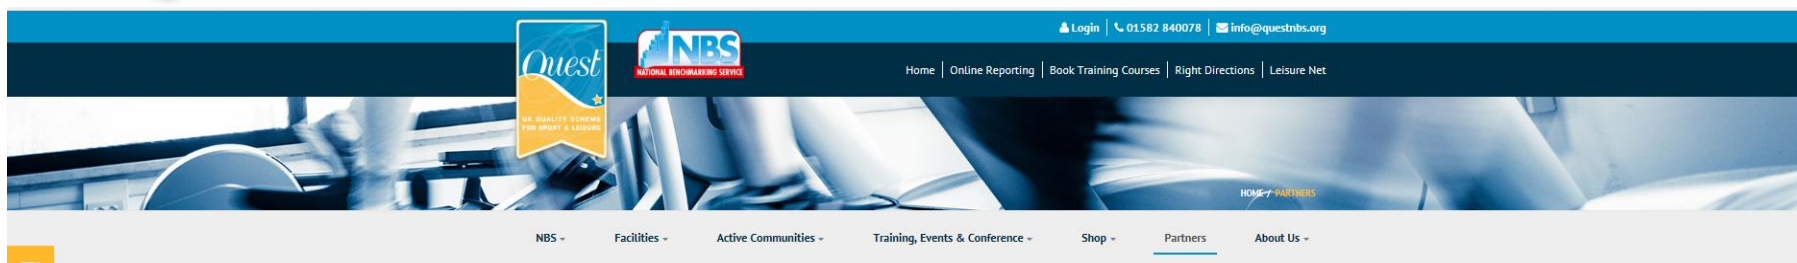 Login | 01582 840078 | info@questnbs.org
Quest
UK QUALITY SCHEME
FOR SPORT & LEISURE
NBS
NATIONAL BENCHMARKING SERVICE
Home | Online Reporting | Book Training Courses | Right Directions | Leisure Net
HOME / PARTNERS
NBS Facilities Active Communities Training, Events & Conference Shop Partners About Us